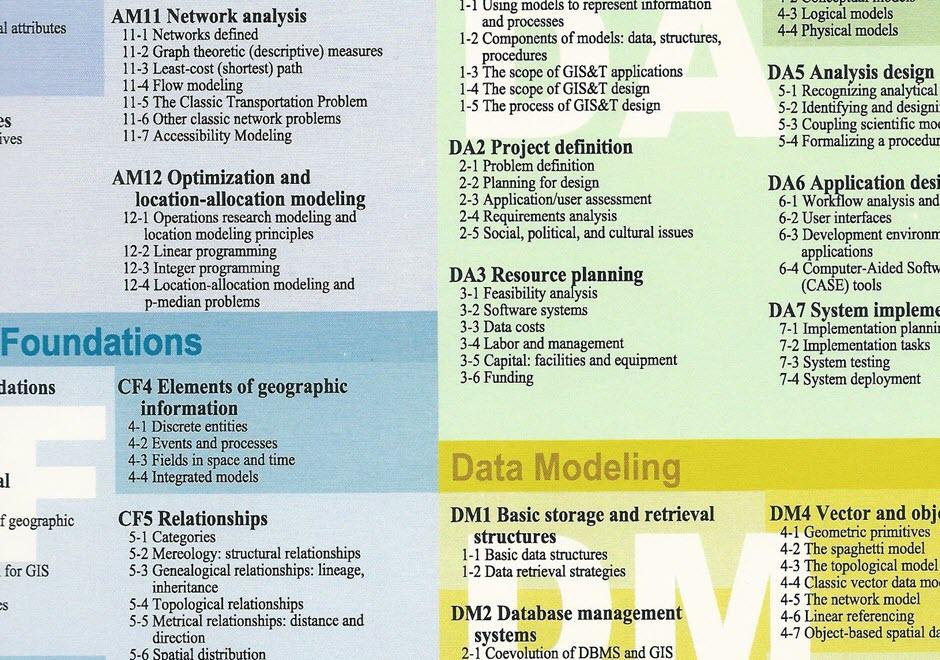 al attributes
es
ives
AM11 Network analysis
11-1 Networks defined
11-2 Graph theoretic (descriptive) measures
11-3 Least-cost (shortest) path
11-4 Flow modeling
11-5 The Classic Transportation Problem
11-6 Other classic network problems
11-7 Accessibility Modeling
AM12 Optimization and
location-allocation modeling
12-1 Operations research modeling and
location modeling principles
12-2 Linear programming
12-3 Integer programming
12-4 Location-allocation modeling and
p-median problems
Foundations
dations
al
f geographic
for GIS
es
F
CF4 Elements of geographic
information
4-1 Discrete entities
4-2 Events and processes
4-3 Fields in space and time
4-4 Integrated models
CF5 Relationships
5-1 Categories
5-2 Mereology: structural relationships
5-3 Genealogical relationships: lineage,
inheritance
5-4 Topological relationships
5-5 Metrical relationships: distance and
direction
5-6 Spatial distribution
DA
1-1 Using models to represent information
and processes
1-2 Components of models: data, structures,
procedures
1-3 The scope of GIS&T applications
1-4 The scope of GIS&T design
1-5 The process of GIS&T design
DA2 Project definition
2-1 Problem definition
2-2 Planning for design
2-3 Application/user assessment
2-4 Requirements analysis
2-5 Social, political, and cultural issues
DA3 Resource planning
3-1 Feasibility analysis
3-2 Software systems
3-3 Data costs
3-4 Labor and management
3-5 Capital: facilities and equipment
3-6 Funding
4-2 Conceptual models
4-3 Logical models
4-4 Physical models
DA5 Analysis design
5-1 Recognizing analytical
5-2 Identifying and designi
5-3 Coupling scientific mo
5-4 Formalizing a procedur
DA6 Application desi
6-1 Workflow analysis and
6-2 User interfaces
6-3 Development environm
applications
6-4 Computer-Aided Softw
(CASE) tools
DA7 System impleme
7-1 Implementation plannin
7-2 Implementation tasks
7-3 System testing
7-4 System deployment
Data Modeling
DM
DM1 Basic storage and retrieval
structures
1-1 Basic data structures
1-2 Data retrieval strategies
DM2 Database management
systems
2-1 Coevolution of DBMS and GIS
DM4 Vector and obje
4-1 Geometric primitives
4-2 The spaghetti model
4-3 The topological model
4-4 Classic vector data mo
4-5 The network model
4-6 Linear referencing
4-7 Object-based spatial da